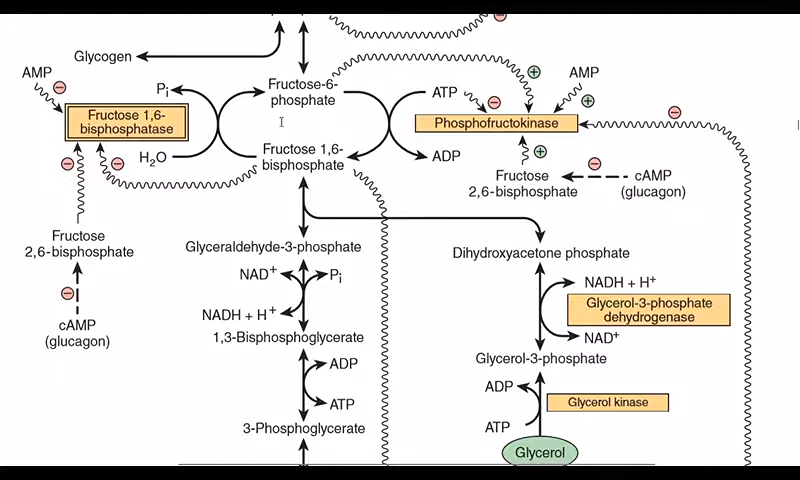 Glycogen
AMP
Pi
Fructose 1,6-
bisphosphatase
H2O
Fructose-6-
phosphate
Fructose 1,6-
bisphosphate
ATP
ADP
AMP
Phosphofructokinase
Fructose
2,6-bisphosphate
cAMP
(glucagon)
Fructose
2,6-bisphosphate
cAMP
(glucagon)
Glyceraldehyde-3-phosphate
NAD+
Pi
NADH + H+
1,3-Bisphosphoglycerate
ADP
ATP
3-Phosphoglycerate
Dihydroxyacetone phosphate
NADH + H+
Glycerol-3-phosphate
dehydrogenase
NAD+
Glycerol-3-phosphate
ADP
Glycerol kinase
ATP
Glycerol